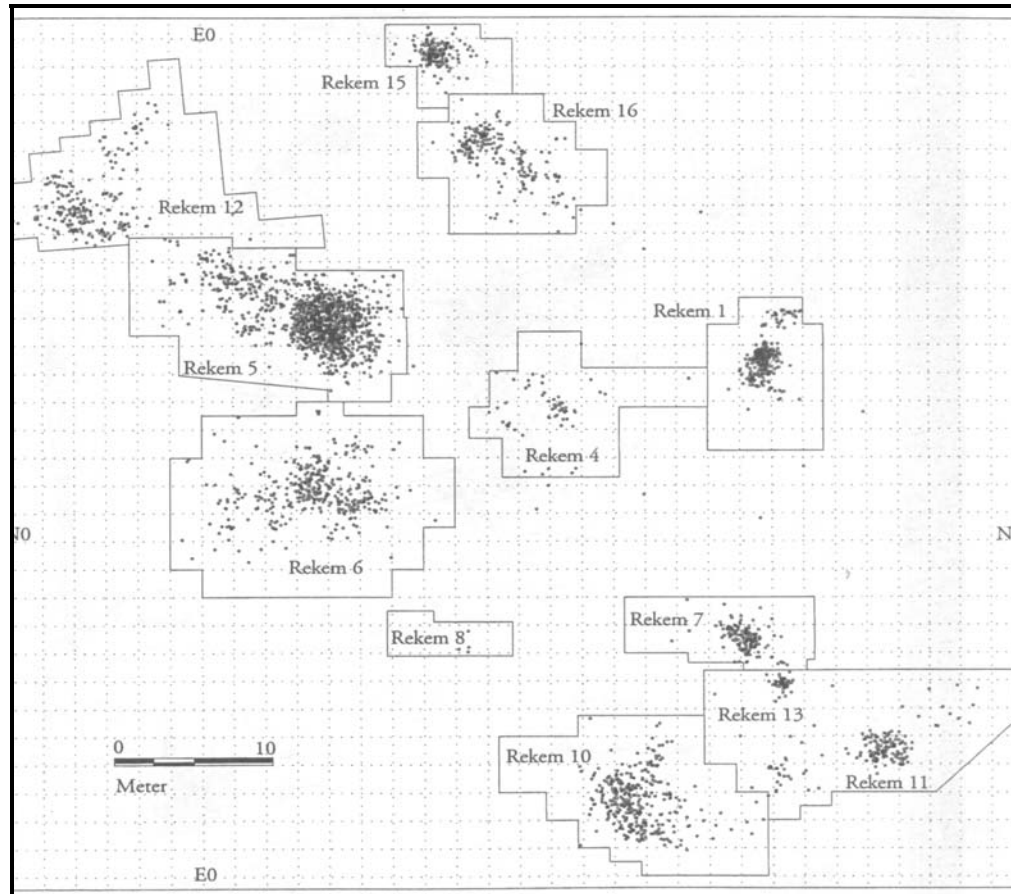 E0
Rekem 15
Rekem 16
Rekem 12
Rekem 1
Rekem 5
Rekem 4
N0
N
Rekem 6
Rekem 7
Rekem 8
Rekem 13
0 10
Rekem 10
Meter
Rekem 11
E0